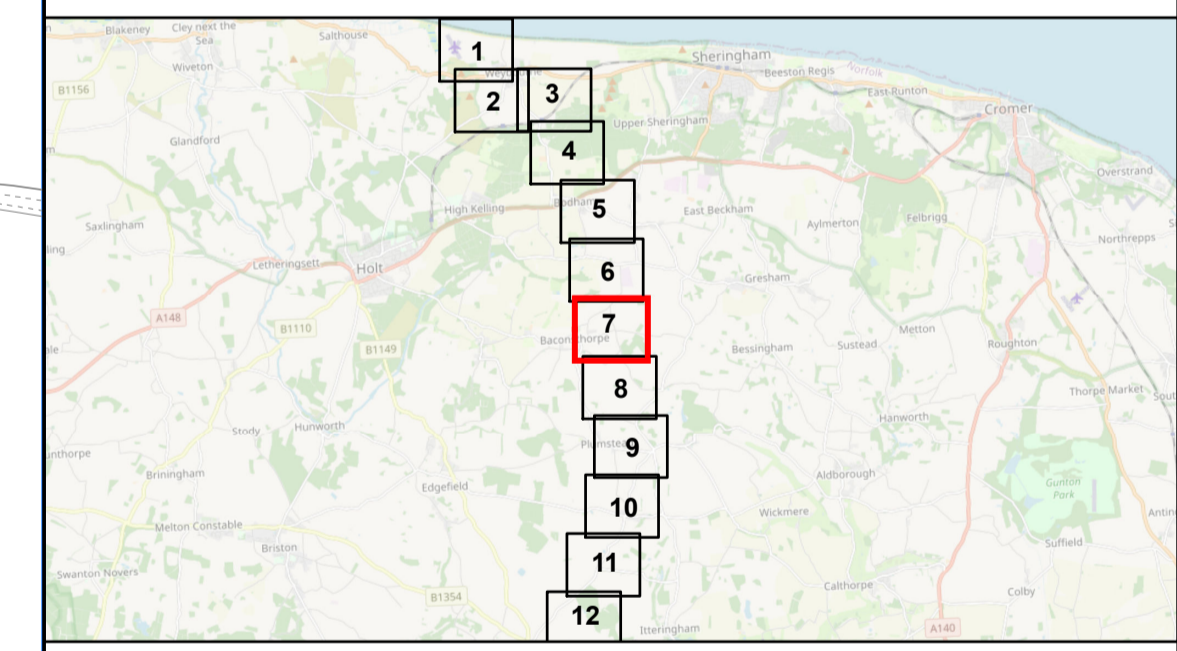 Blakeney
Cley next the
Sea
Salthouse
Wiveton
1
Sheringham
Beeston Regis
Norfolk
B1156
2
3
East Runton
Cromer
Glandford
Upper Sheringham
4
Overstrand
High Kelling
Bodham
5
East Beckham
Felbrigg
Aylmerton
Saxlingham
Northrepps
Letheringsett
Holt
6
Gresham
A148
B1110
7
Metton
B1149
Bessingham
Sustead
Roughton
8
Thorpe Market
Stody
Hunworth
Hanworth
9
Briningham
Aldborough
Edgefield
Gunton
Park
10
Wickmere
Melton Constable
Briston
Suffield
11
Swanton Novers
Calthorpe
Colby
B1354
12
Itteringham
A140